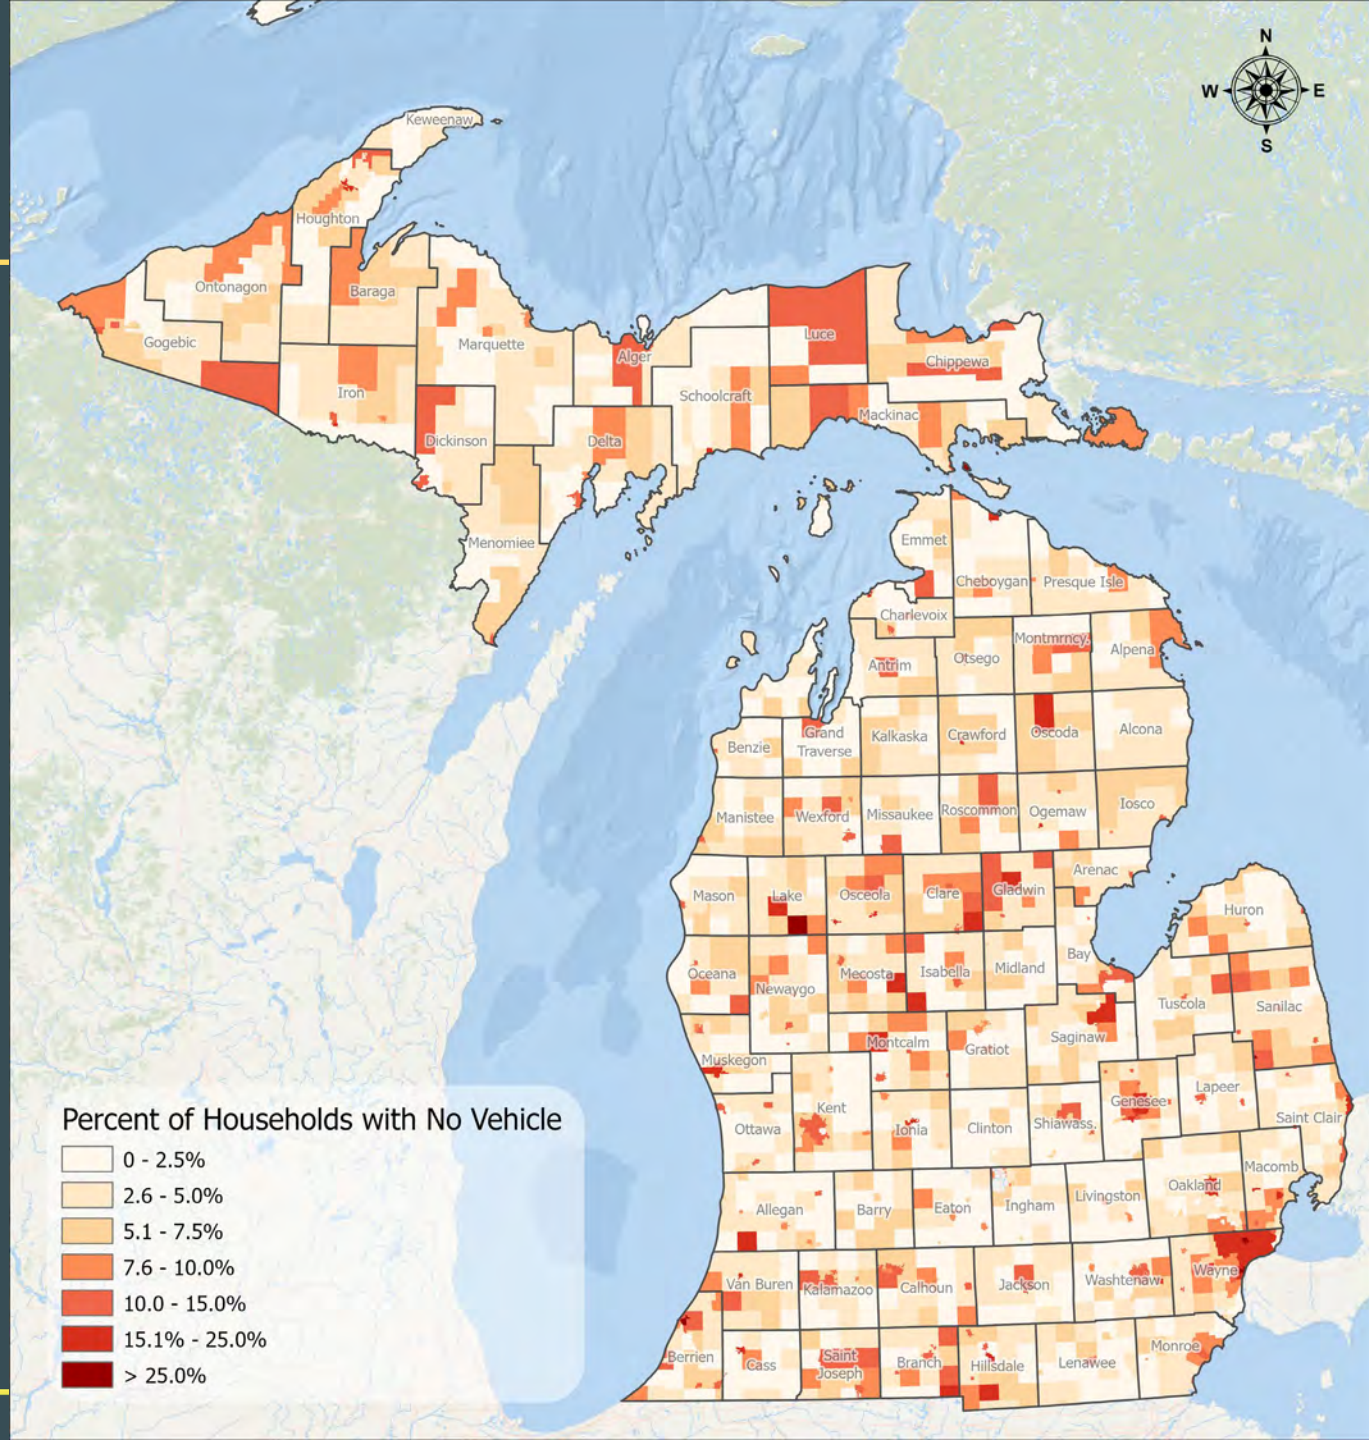 N
W
E
S
Keweenaw
Houghton
Ontonagon
Baraga
Gogebic
Marquette
Iron
Dickinson
Alger
Luce
Chippewa
Schoolcraft
Mackinac
Delta
Menomiee
Emmet
Cheboygan
Presque Isle
Charlevoix
Montmrncy.
Alpena
Antrim
Otsego
Grand
Traverse
Benzie
Kalkaska
Crawford
Oscoda
Alcona
Manistee
Wexford
Missaukee
Roscommon
Ogemaw
Iosco
Arenac
Mason
Lake
Osceola
Clare
Gladwin
Huron
Bay
Oceana
Newaygo
Mecosta
Isabella
Midland
Tuscola
Sanilac
Saginaw
Montcalm
Gratiot
Muskegon
Genesee
Lapeer
Kent
Ottawa
Ionia
Clinton
Shiawass.
Saint Clair
Macomb
Oakland
Livingston
Allegan
Barry
Eaton
Ingham
Van Buren
Kalamazoo
Calhoun
Jackson
Washtenaw
Wayne
Berrien
Cass
Saint
Joseph
Branch
Hillsdale
Lenawee
Monroe
Percent of Households with No Vehicle
0 - 2.5%
2.6 - 5.0%
5.1 - 7.5%
7.6 - 10.0%
10.0 - 15.0%
15.1% - 25.0%
> 25.0%